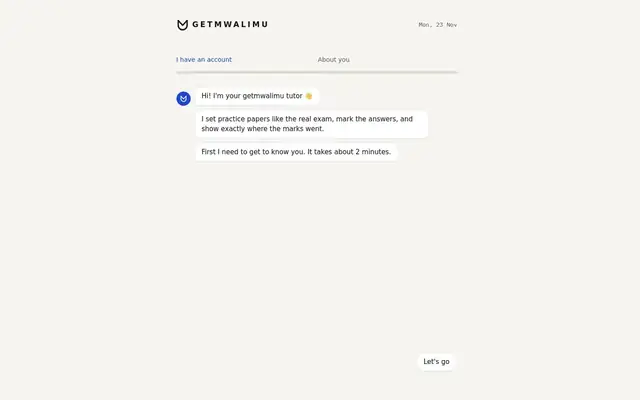 GETMWALIMU
Mon, 23 Nov
I have an account
About you
Hi! I'm your getmwalimu tutor 👋
I set practice papers like the real exam, mark the answers, and
show exactly where the marks went.
First I need to get to know you. It takes about 2 minutes.
Let's go